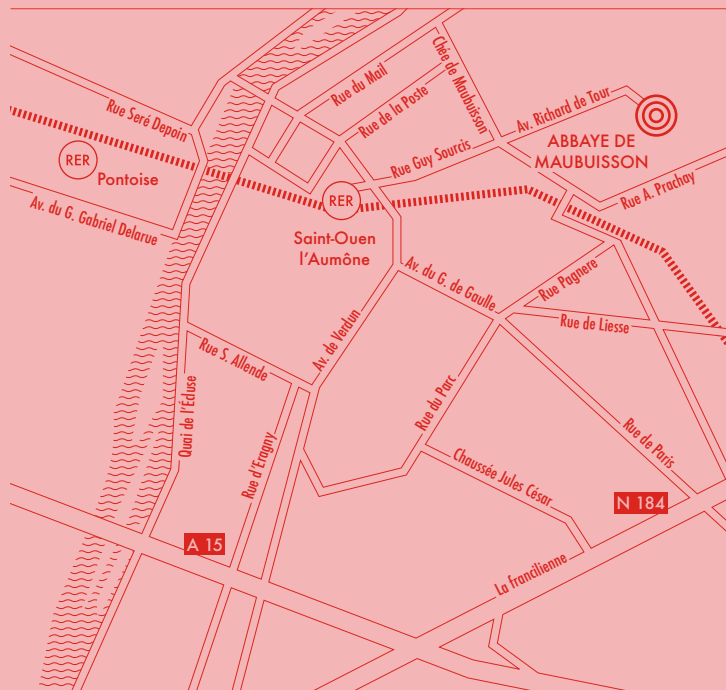 Rue du Mail
Chée de Maubuisson
Rue Seré Depoin
Rue de la Poste
Av. Richard de Tour
ABBAYE DE
MAUBUISSON
RER
Pontoise
Rue Guy Sourcis
Rue A. Prachay
RER
Av. du G. Gabriel Delarue
Saint-Ouen
l'Aumône
Av. du G. de Gaulle
Rue Pagnere
Rue de Liesse
Av. de Verdun
Rue S. Allende
Quai de l'Écluse
Rue du Parc
Rue d'Eragny
Rue de Paris
Chaussée Jules César
N 184
A 15
La francilienne